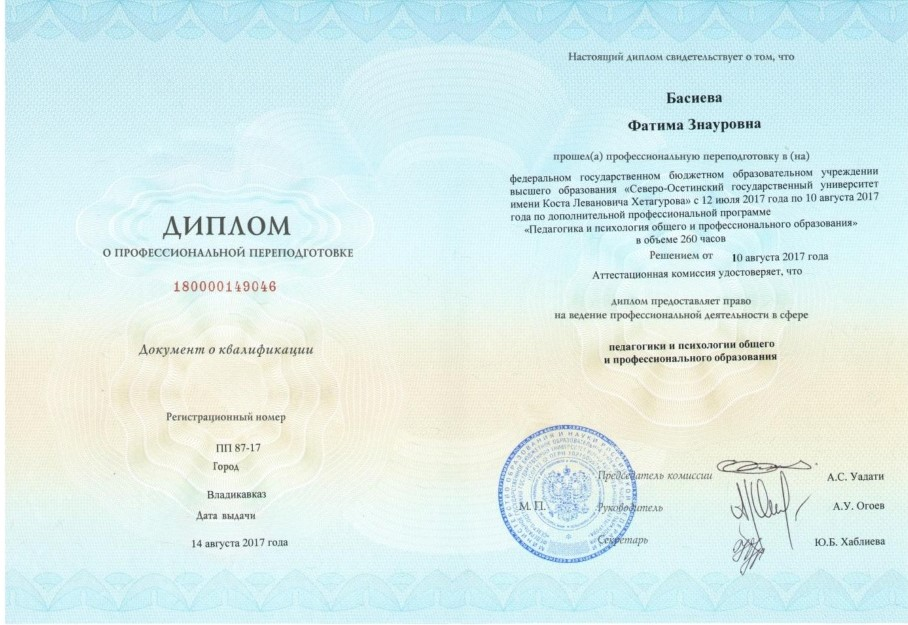 ДИПЛОМ
О ПРОФЕССИОНАЛЬНОЙ ПЕРЕПОДГОТОВКЕ
180000149046
Документ о квалификации
Регистрационный номер
ПП 87-17
Город
Владикавказ
Дата выдачи
14 августа 2017 года
Настоящий диплом свидетельствует о том, что
Басиева
Фатима Знауровна
прошел(а) профессиональную переподготовку в (на)
федеральном государственном бюджетном образовательном учреждении
высшего образования «Северо-Осетинский государственный университет
имени Коста Левановича Хетагурова» с 12 июля 2017 года по 10 августа 2017
года по дополнительной профессиональной программе
«Педагогика и психология общего и профессионального образования»
в объеме 260 часов
Решением от 10 августа 2017 года
Аттестационная комиссия удостоверяет, что
диплом предоставляет право
на ведение профессиональной деятельности в сфере
педагогики и психологии общего
и профессионального образования
Председатель комиссии А.С. Уадати
М. П. Руководитель А.У. Огоев
Секретарь Ю.Б. Хаблиева